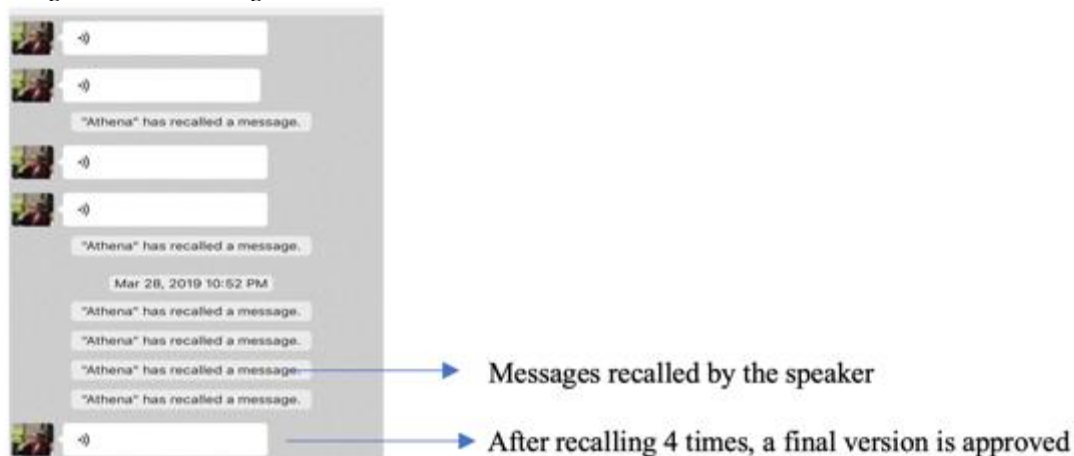 "Athena" has recalled a message.
"Athena" has recalled a message.
Mar 28, 2019 10:52 PM
"Athena" has recalled a message.
"Athena" has recalled a message.
"Athena" has recalled a message.
Messages recalled by the speaker
"Athena" has recalled a message.
After recalling 4 times, a final version is approved